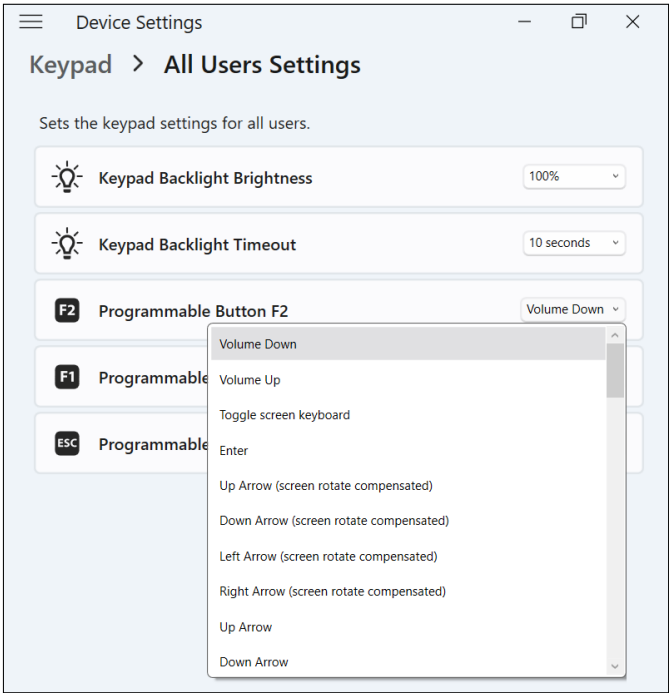 Device Settings
Keypad > All Users Settings
Sets the keypad settings for all users.
Keypad Backlight Brightness 100%
Keypad Backlight Timeout 10 seconds
F2 Programmable Button F2 Volume Down
Volume Down
Volume Up
F1 Programmable
Toggle screen keyboard
ESC Programmable
Enter
Up Arrow (screen rotate compensated)
Down Arrow (screen rotate compensated)
Left Arrow (screen rotate compensated)
Right Arrow (screen rotate compensated)
Up Arrow
Down Arrow